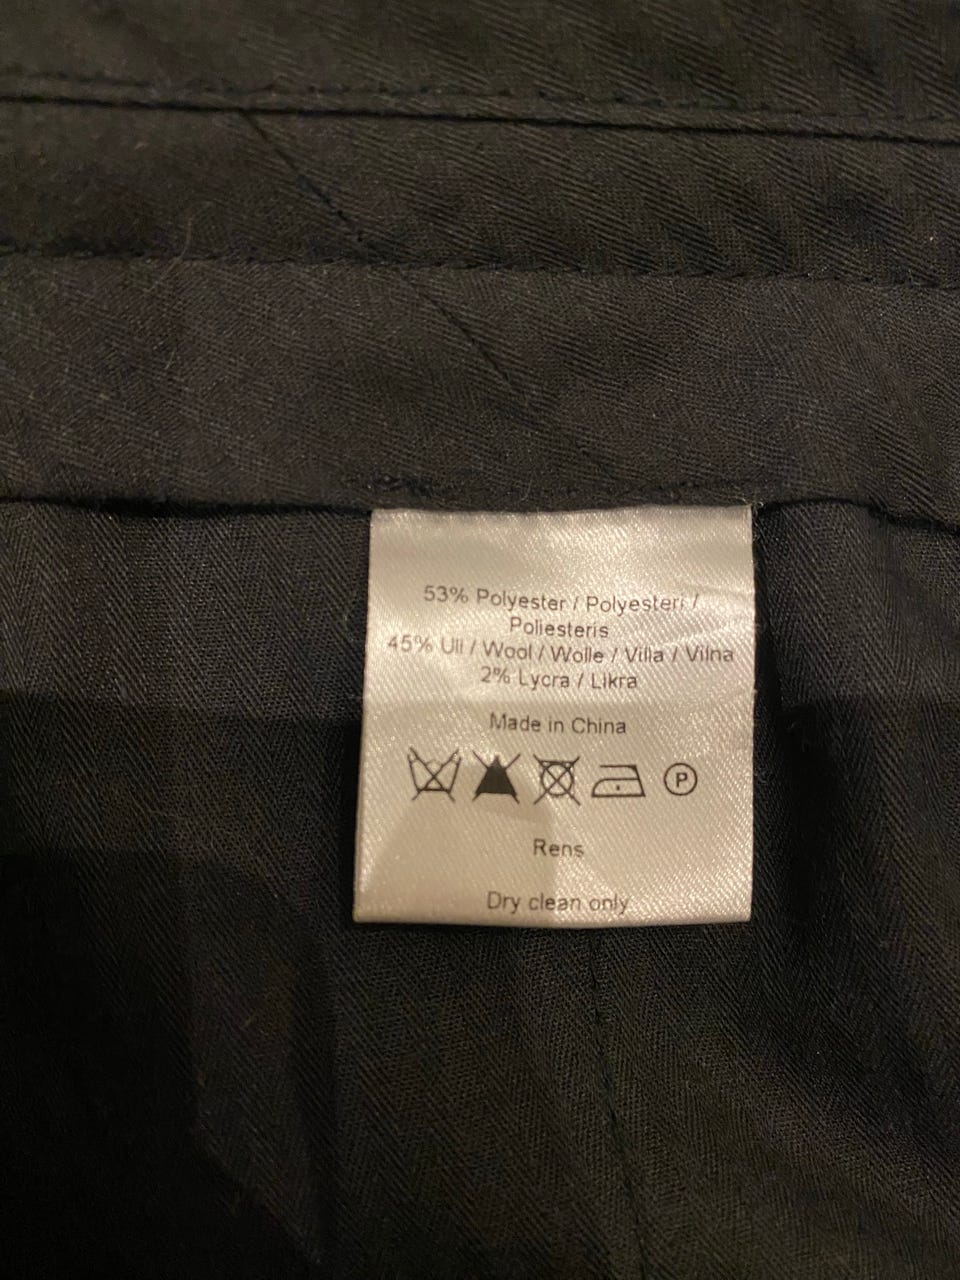 53% Polyester / Polyesteri /
Poliesteris
45% Ull / Wool / Wolle / Villa / Vilna
2% Lycra / Likra
Made in China
P
Rens
Dry clean only